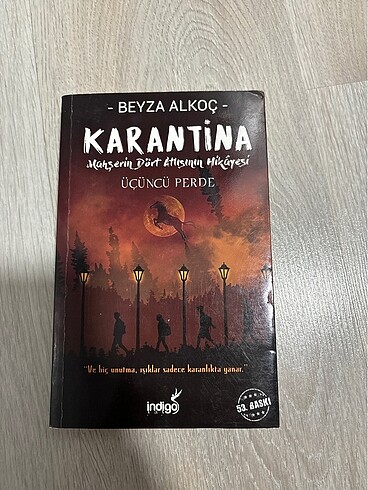 - BEYZA ALKOÇ -
KARANTİNA
Mahşerin Dört Atlısının Hikâyesi
ÜÇÜNCÜ PERDE
"Ve hiç unutma, ışıklar sadece karanlıkta yanar."
indigo
53. BASKI